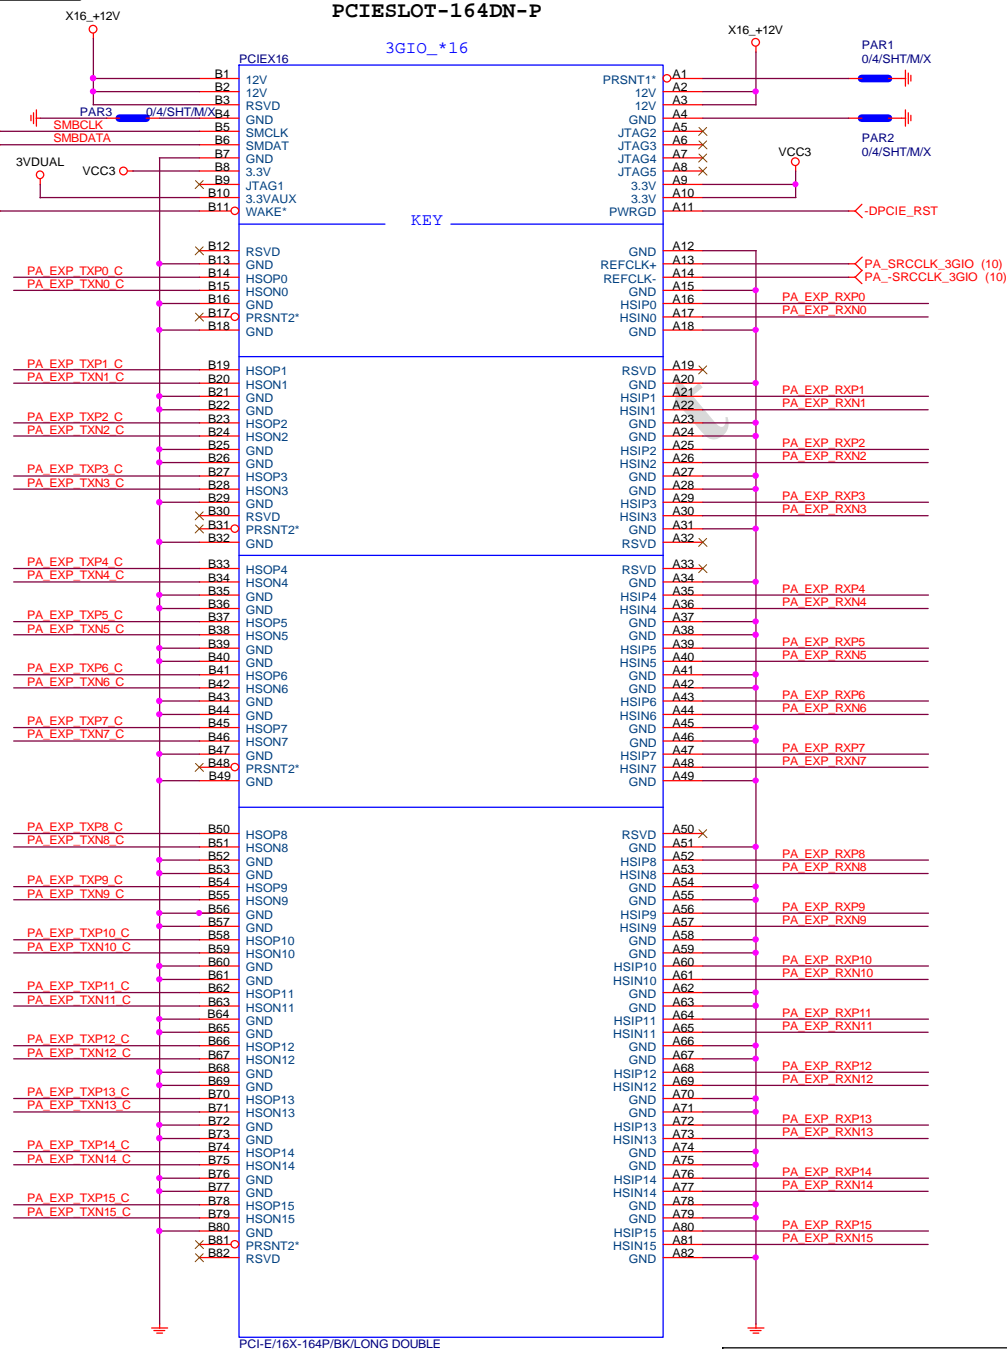 PCIESLOT-164DN-P
X16_+12V
3GIO_*16
X16_+12V
PCIEX16
PAR1
0/4/SHT/M/X
B1 12V PRSNT1* A1
B2 12V 12V A2
B3 RSVD 12V A3
PAR3 0/4/SHT/M/X B4 GND GND A4
SMBCLK B5 SMCLK JTAG2 A5
SMBDATA B6 SMDAT JTAG3 A6
PAR2
0/4/SHT/M/X
B7 GND JTAG4 A7
3VDUAL VCC3 B8 3.3V JTAG5 A8 VCC3
B9 JTAG1 3.3V A9
B10 3.3VAUX 3.3V A10
B11 WAKE* PWRGD A11 -DPCIE_RST
KEY
B12 RSVD GND A12
B13 GND REFCLK+ A13 PA_SRCCLK_3GIO (10)
PA_EXP_TXP0_C B14 HSOP0 REFCLK- A14 PA_-SRCCLK_3GIO (10)
PA_EXP_TXN0_C B15 HSON0 GND A15
B16 GND HSIP0 A16 PA_EXP_RXP0
B17 PRSNT2* HSIN0 A17 PA_EXP_RXN0
B18 GND GND A18
PA_EXP_TXP1_C B19 HSOP1 RSVD A19
PA_EXP_TXN1_C B20 HSON1 GND A20
B21 GND HSIP1 A21 PA_EXP_RXP1
B22 GND HSIN1 A22 PA_EXP_RXN1
PA_EXP_TXP2_C B23 HSOP2 GND A23
PA_EXP_TXN2_C B24 HSON2 GND A24
B25 GND HSIP2 A25 PA_EXP_RXP2
B26 GND HSIN2 A26 PA_EXP_RXN2
PA_EXP_TXP3_C B27 HSOP3 GND A27
PA_EXP_TXN3_C B28 HSON3 GND A28
B29 GND HSIP3 A29 PA_EXP_RXP3
B30 RSVD HSIN3 A30 PA_EXP_RXN3
B31 PRSNT2* GND A31
B32 GND RSVD A32
PA_EXP_TXP4_C B33 HSOP4 RSVD A33
PA_EXP_TXN4_C B34 HSON4 GND A34
B35 GND HSIP4 A35 PA_EXP_RXP4
B36 GND HSIN4 A36 PA_EXP_RXN4
PA_EXP_TXP5_C B37 HSOP5 GND A37
PA_EXP_TXN5_C B38 HSON5 GND A38
B39 GND HSIP5 A39 PA_EXP_RXP5
B40 GND HSIN5 A40 PA_EXP_RXN5
PA_EXP_TXP6_C B41 HSOP6 GND A41
PA_EXP_TXN6_C B42 HSON6 GND A42
B43 GND HSIP6 A43 PA_EXP_RXP6
B44 GND HSIN6 A44 PA_EXP_RXN6
PA_EXP_TXP7_C B45 HSOP7 GND A45
PA_EXP_TXN7_C B46 HSON7 GND A46
B47 GND HSIP7 A47 PA_EXP_RXP7
B48 PRSNT2* HSIN7 A48 PA_EXP_RXN7
B49 GND GND A49
PA_EXP_TXP8_C B50 HSOP8 RSVD A50
PA_EXP_TXN8_C B51 HSON8 GND A51
B52 GND HSIP8 A52 PA_EXP_RXP8
B53 GND HSIN8 A53 PA_EXP_RXN8
PA_EXP_TXP9_C B54 HSOP9 GND A54
PA_EXP_TXN9_C B55 HSON9 GND A55
B56 GND HSIP9 A56 PA_EXP_RXP9
B57 GND HSIN9 A57 PA_EXP_RXN9
PA_EXP_TXP10_C B58 HSOP10 GND A58
PA_EXP_TXN10_C B59 HSON10 GND A59
B60 GND HSIP10 A60 PA_EXP_RXP10
B61 GND HSIN10 A61 PA_EXP_RXN10
PA_EXP_TXP11_C B62 HSOP11 GND A62
PA_EXP_TXN11_C B63 HSON11 GND A63
B64 GND HSIP11 A64 PA_EXP_RXP11
B65 GND HSIN11 A65 PA_EXP_RXN11
PA_EXP_TXP12_C B66 HSOP12 GND A66
PA_EXP_TXN12_C B67 HSON12 GND A67
B68 GND HSIP12 A68 PA_EXP_RXP12
B69 GND HSIN12 A69 PA_EXP_RXN12
PA_EXP_TXP13_C B70 HSOP13 GND A70
PA_EXP_TXN13_C B71 HSON13 GND A71
B72 GND HSIP13 A72 PA_EXP_RXP13
B73 GND HSIN13 A73 PA_EXP_RXN13
PA_EXP_TXP14_C B74 HSOP14 GND A74
PA_EXP_TXN14_C B75 HSON14 GND A75
B76 GND HSIP14 A76 PA_EXP_RXP14
B77 GND HSIN14 A77 PA_EXP_RXN14
PA_EXP_TXP15_C B78 HSOP15 GND A78
PA_EXP_TXN15_C B79 HSON15 GND A79
B80 GND HSIP15 A80 PA_EXP_RXP15
B81 PRSNT2* HSIN15 A81 PA_EXP_RXN15
B82 RSVD GND A82
PCI-E/16X-164P/BK/LONG DOUBLE